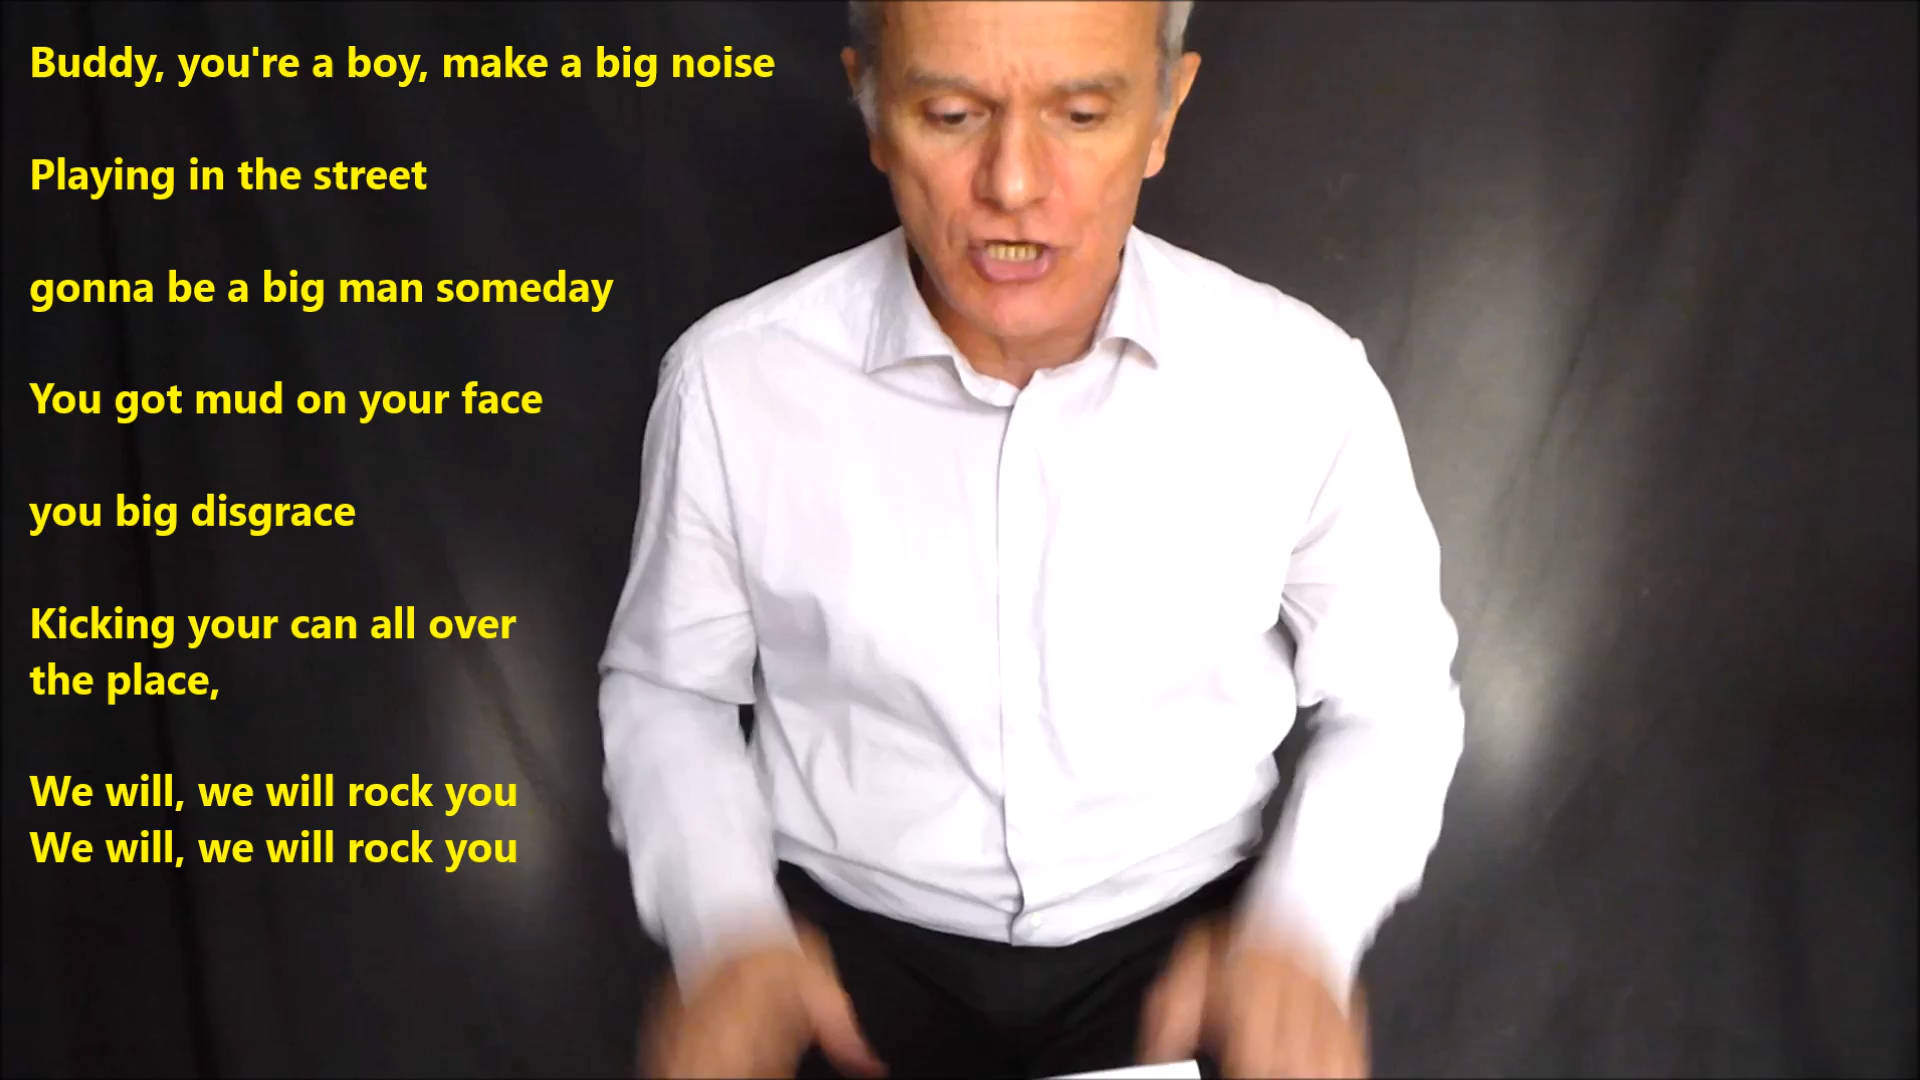 Buddy, you're a boy, make a big noise
Playing in the street
gonna be a big man someday
You got mud on your face
you big disgrace
Kicking your can all over
the place,
We will, we will rock you
We will, we will rock you